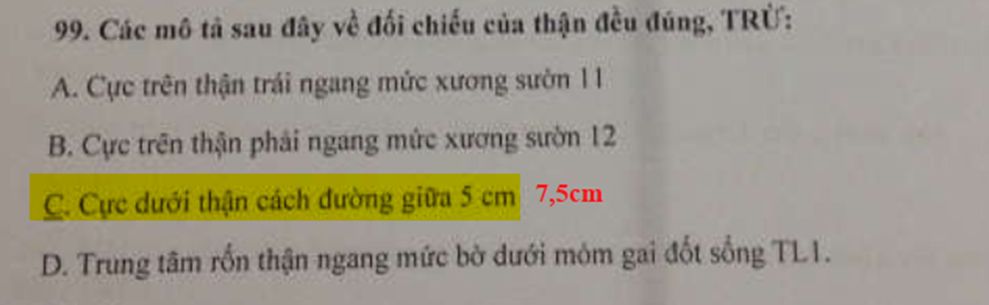 99. Các mô tả sau đây về đối chiếu của thận đều đúng, TRỪ:
A. Cực trên thận trái ngang mức xương sườn 11
B. Cực trên thận phải ngang mức xương sườn 12
C. Cực dưới thận cách đường giữa 5 cm 7,5cm
D. Trung tâm rốn thận ngang mức bờ dưới mỏm gai đốt sống TL1.